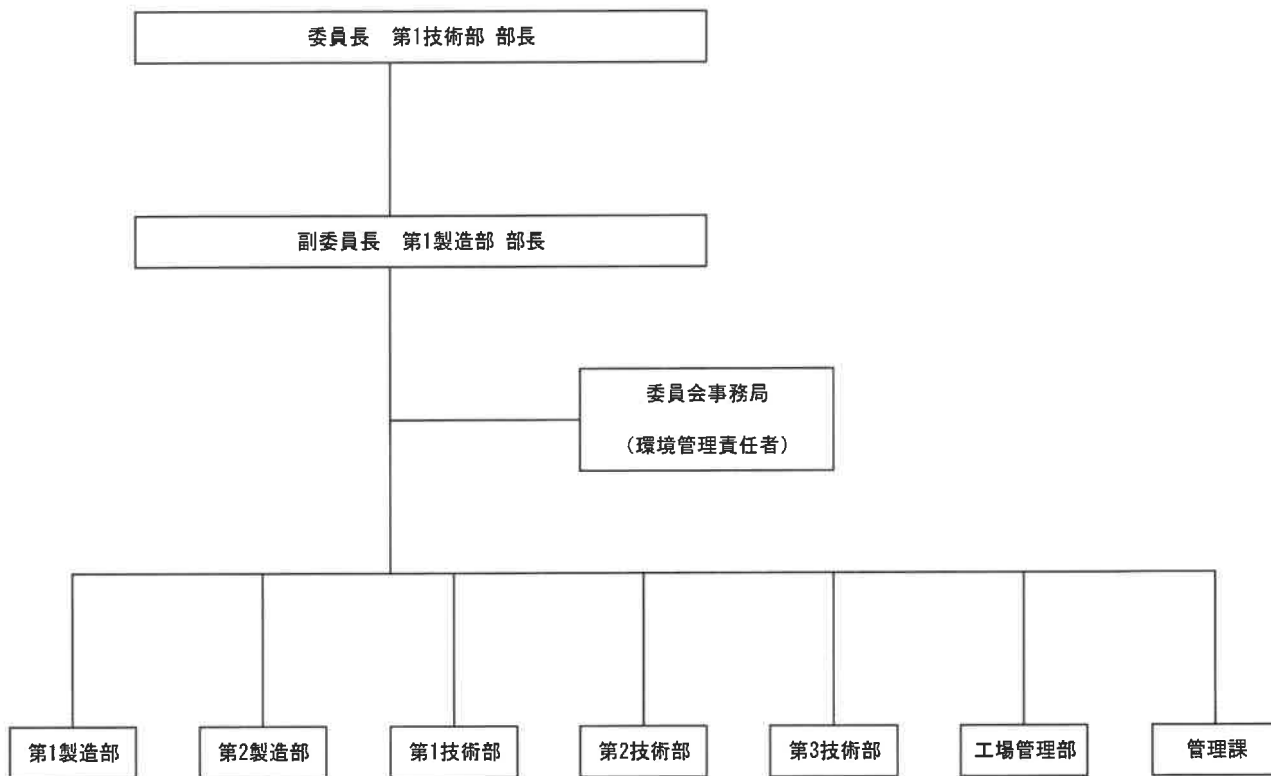 委員長　第1技術部 部長
副委員長　第1製造部 部長
委員会事務局
（環境管理責任者）
第1製造部
第2製造部
第1技術部
第2技術部
第3技術部
工場管理部
管理課